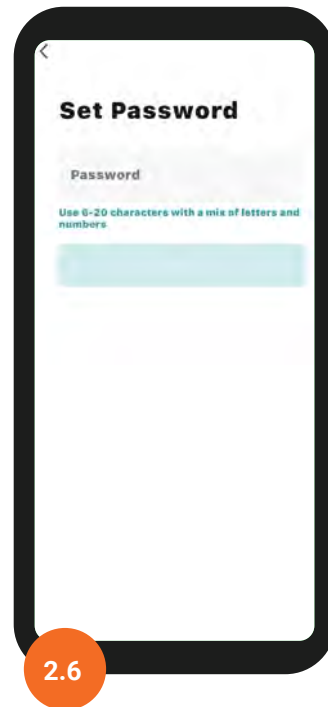 Set Password
Password
Use 6-20 characters with a mix of letters and
numbers
2.6